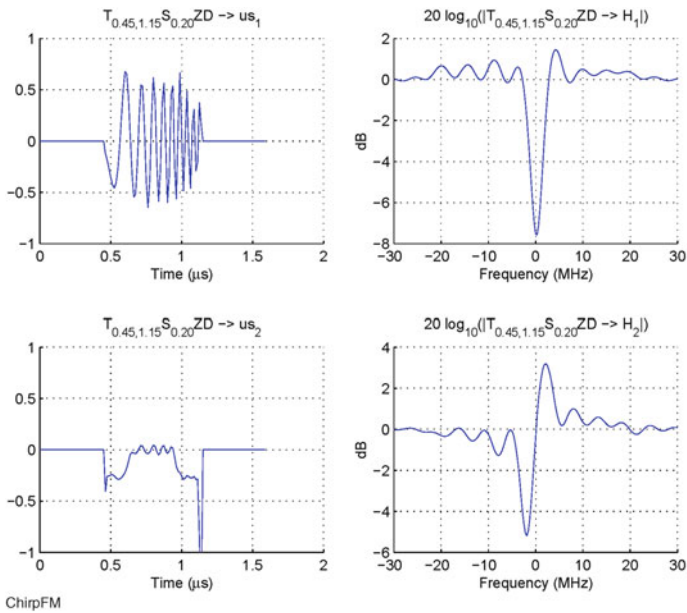 T0.45,1.15S0.20ZD -> us1
20 log10(|T0.45,1.15S0.20ZD -> H1|)
1
0.5
0
-0.5
-1
0 0.5 1 1.5 2
Time (μs)
2
0
-2
-4
-6
-8
dB
-30 -20 -10 0 10 20 30
Frequency (MHz)
T0.45,1.15S0.20ZD -> us2
20 log10(|T0.45,1.15S0.20ZD -> H2|)
1
0.5
0
-0.5
-1
0 0.5 1 1.5 2
Time (μs)
4
2
0
-2
-4
-6
dB
-30 -20 -10 0 10 20 30
Frequency (MHz)
ChirpFM